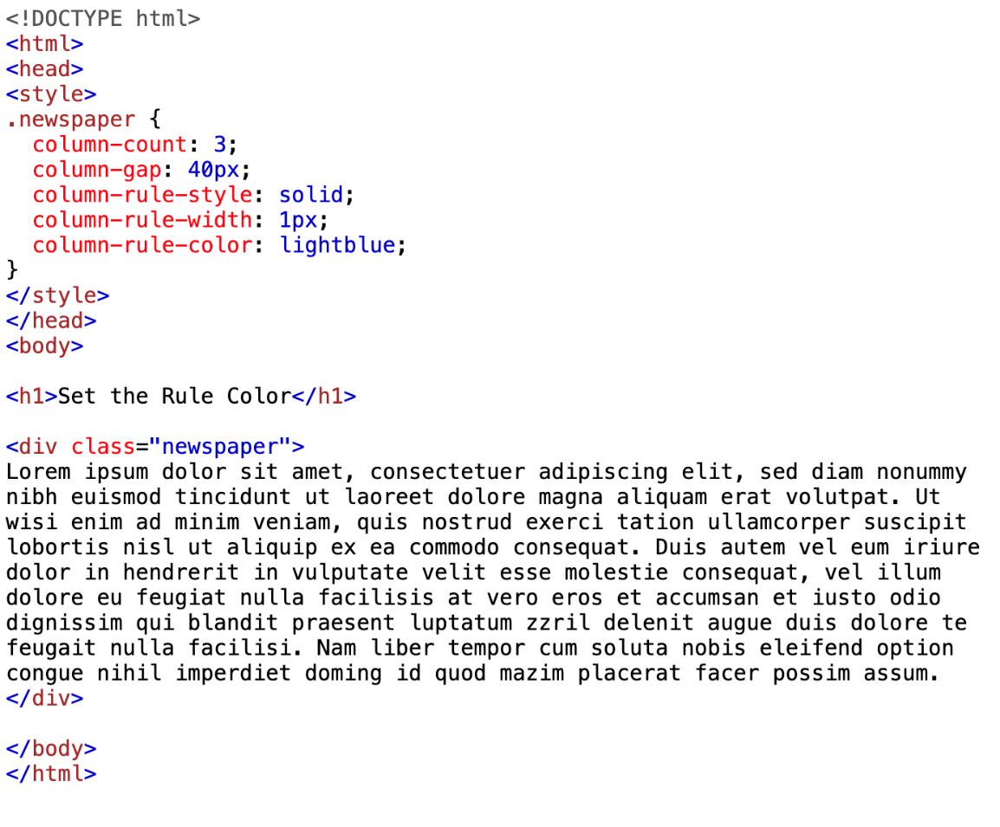 <!DOCTYPE html>
<html>
<head>
<style>
.newspaper {
  column-count: 3;
  column-gap: 40px;
  column-rule-style: solid;
  column-rule-width: 1px;
  column-rule-color: lightblue;
}
</style>
</head>
<body>

<h1>Set the Rule Color</h1>

<div class="newspaper">
Lorem ipsum dolor sit amet, consectetuer adipiscing elit, sed diam nonummy
nibh euismod tincidunt ut laoreet dolore magna aliquam erat volutpat. Ut
wisi enim ad minim veniam, quis nostrud exerci tation ullamcorper suscipit
lobortis nisl ut aliquip ex ea commodo consequat. Duis autem vel eum iriure
dolor in hendrerit in vulputate velit esse molestie consequat, vel illum
dolore eu feugiat nulla facilisis at vero eros et accumsan et iusto odio
dignissim qui blandit praesent luptatum zzril delenit augue duis dolore te
feugait nulla facilisi. Nam liber tempor cum soluta nobis eleifend option
congue nihil imperdiet doming id quod mazim placerat facer possim assum.
</div>

</body>
</html>